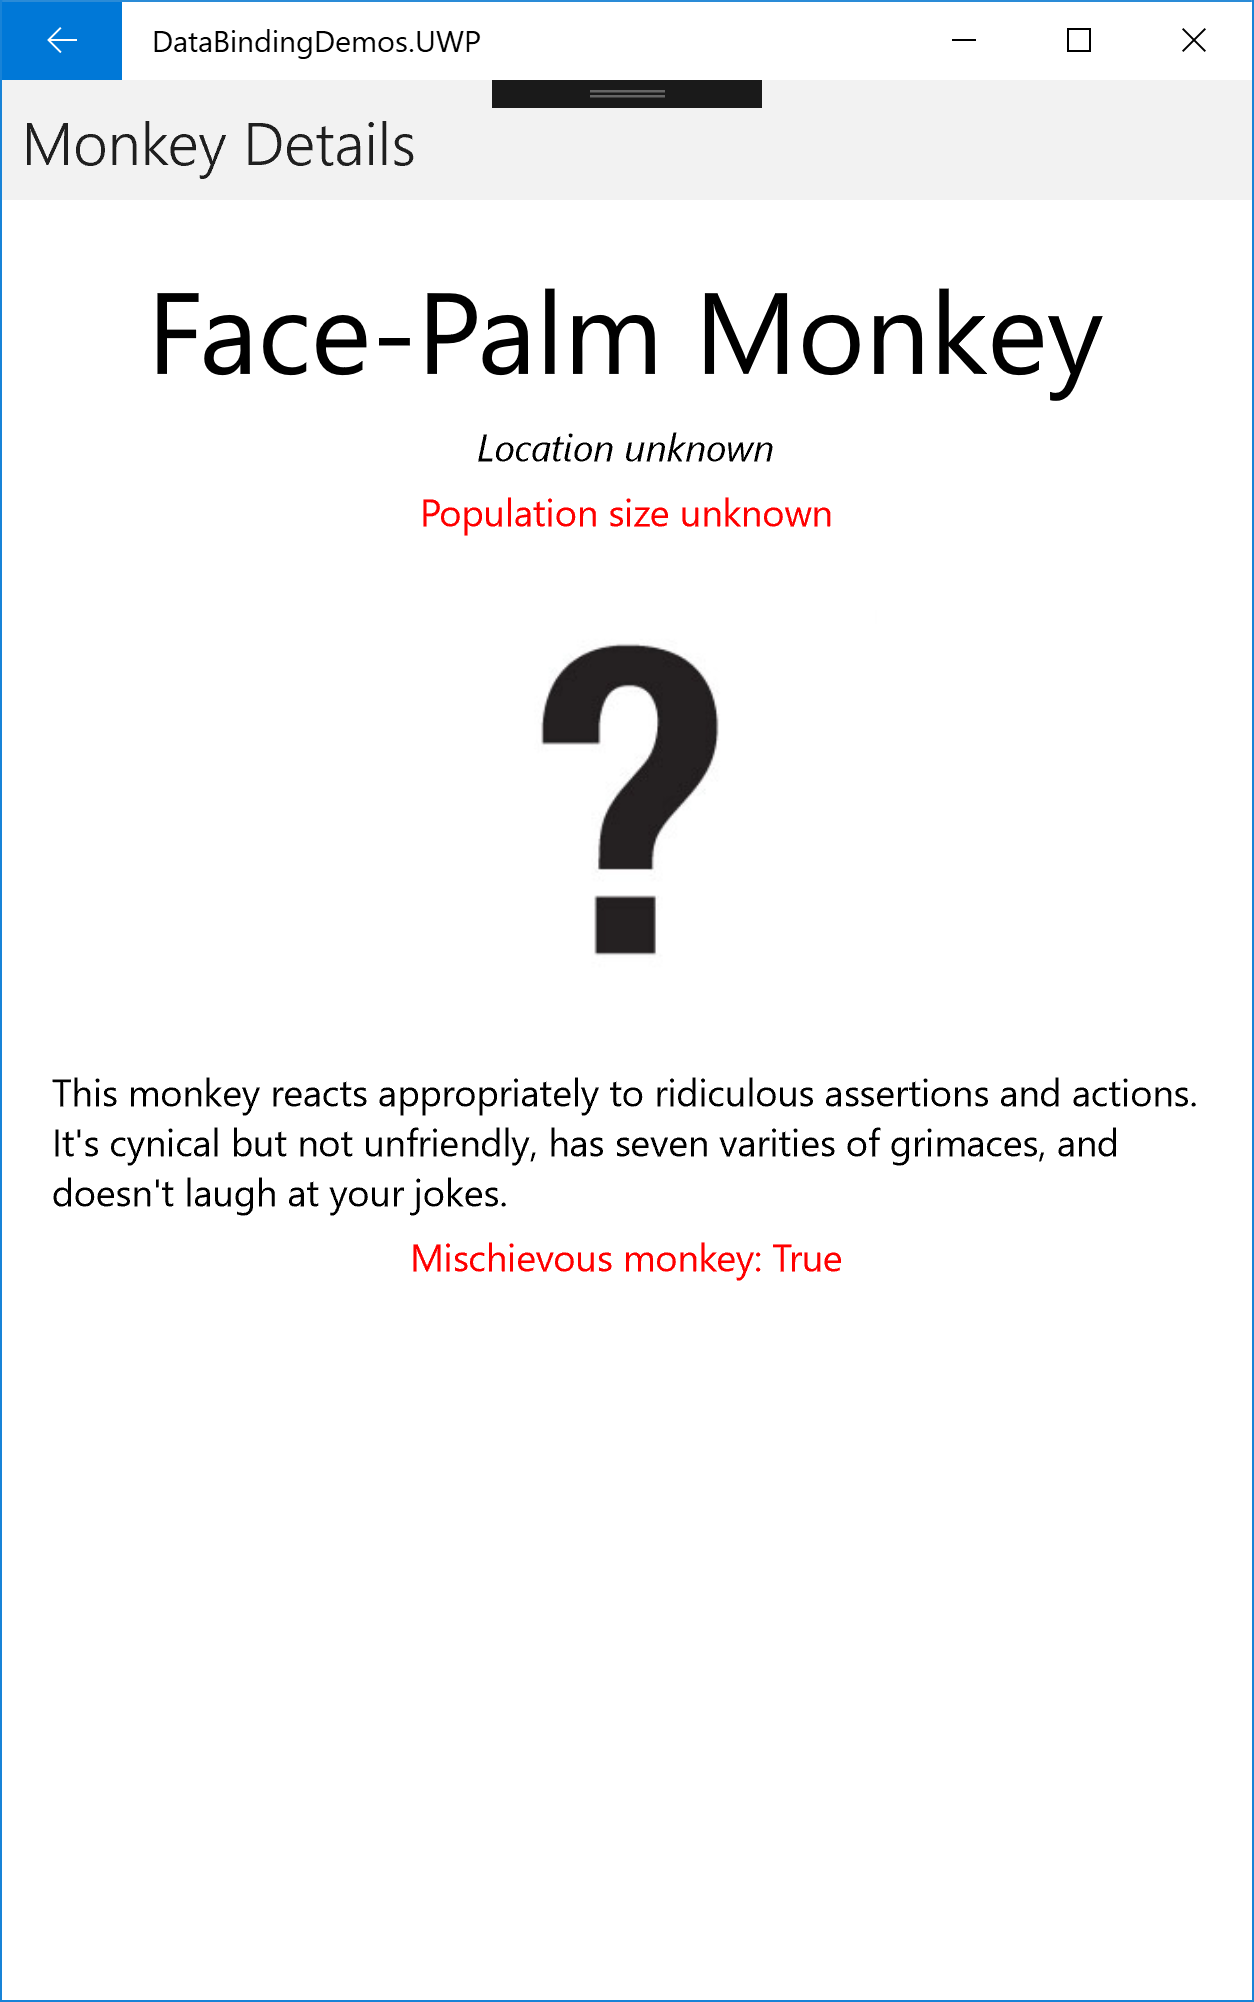 DataBindingDemos.UWP
Monkey Details
Face-Palm Monkey
Location unknown
Population size unknown
?
This monkey reacts appropriately to ridiculous assertions and actions.
It's cynical but not unfriendly, has seven varities of grimaces, and
doesn't laugh at your jokes.
Mischievous monkey: True